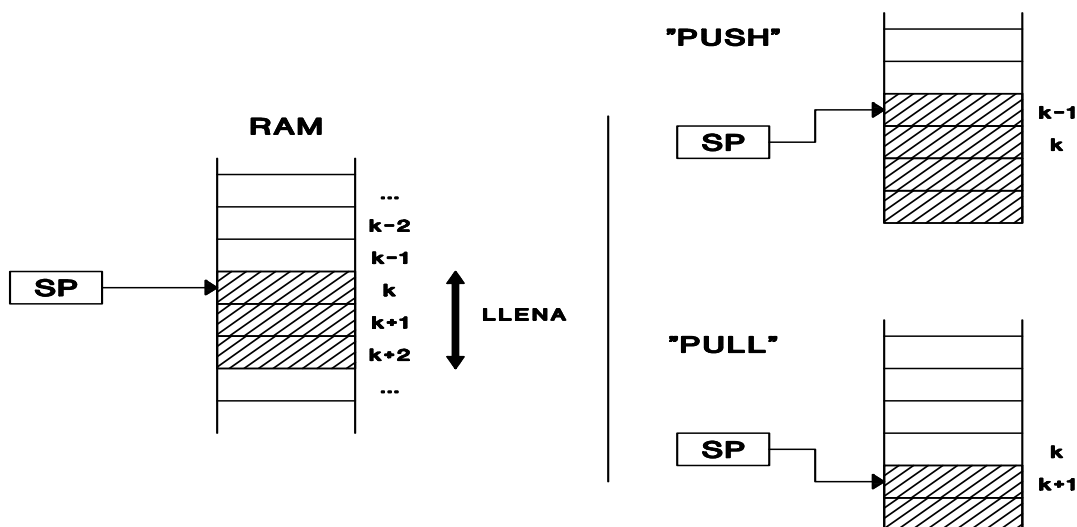 RAM
...
k-2
k-1
SP
k
k+1
k+2
...
LLENA
"PUSH"
SP
k-1
k
"PULL"
SP
k
k+1